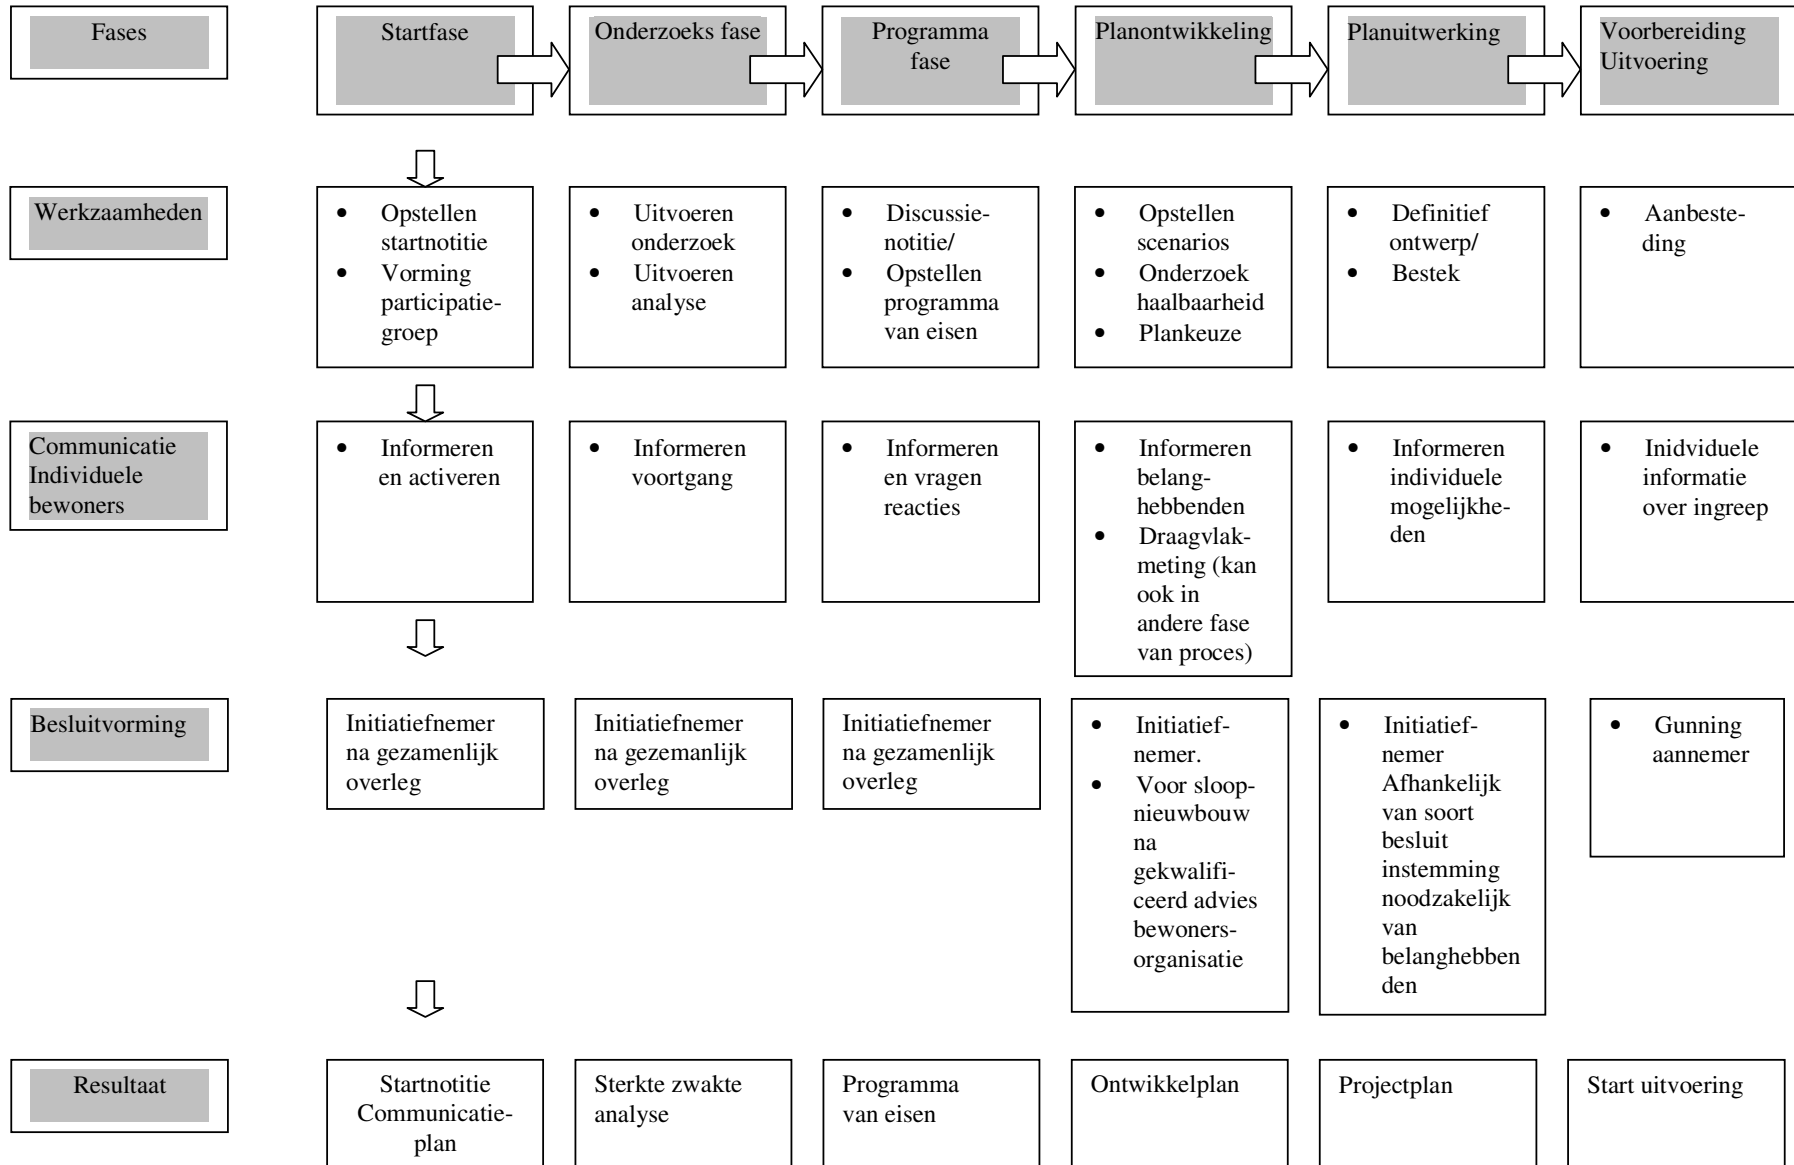 Fases
Startfase
Onderzoeks fase
Programma
fase
Planontwikkeling
Planuitwerking
Voorbereiding
Uitvoering
Werkzaamheden
• Opstellen
startnotitie
• Vorming
participatie-
groep
• Uitvoeren
onderzoek
• Uitvoeren
analyse
• Discussie-
notitie/
• Opstellen
programma
van eisen
• Opstellen
scenarios
• Onderzoek
haalbaarheid
• Plankeuze
• Definitief
ontwerp/
• Bestek
• Aanbeste-
ding
Communicatie
Individuele
bewoners
• Informeren
en activeren
• Informeren
voortgang
• Informeren
en vragen
reacties
• Informeren
belang-
hebbenden
• Draagvlak-
meting (kan
ook in
andere fase
van proces)
• Informeren
individuele
mogelijkhe-
den
• Inidviduele
informatie
over ingreep
Besluitvorming
Initiatiefnemer
na gezamenlijk
overleg
Initiatiefnemer
na gezemanlijk
overleg
Initiatiefnemer
na gezamenlijk
overleg
• Initiatief-
nemer.
• Voor sloop-
nieuwbouw
na
gekwalifi-
ceerd advies
bewoners-
organisatie
• Initiatief-
nemer
Afhankelijk
van soort
besluit
instemming
noodzakelijk
van
belanghebben
den
• Gunning
aannemer
Resultaat
Startnotitie
Communicatie-
plan
Sterkte zwakte
analyse
Programma
van eisen
Ontwikkelplan
Projectplan
Start uitvoering